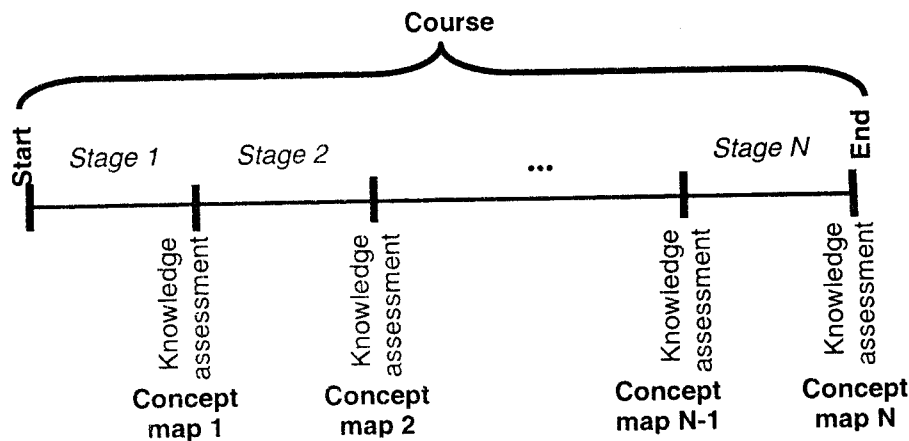 Course
Start
Stage 1
Stage 2
...
Stage N
End
Knowledge
assessment
Concept
map 1
Knowledge
assessment
Concept
map 2
Knowledge
assessment
Concept
map N-1
Knowledge
assessment
Concept
map N